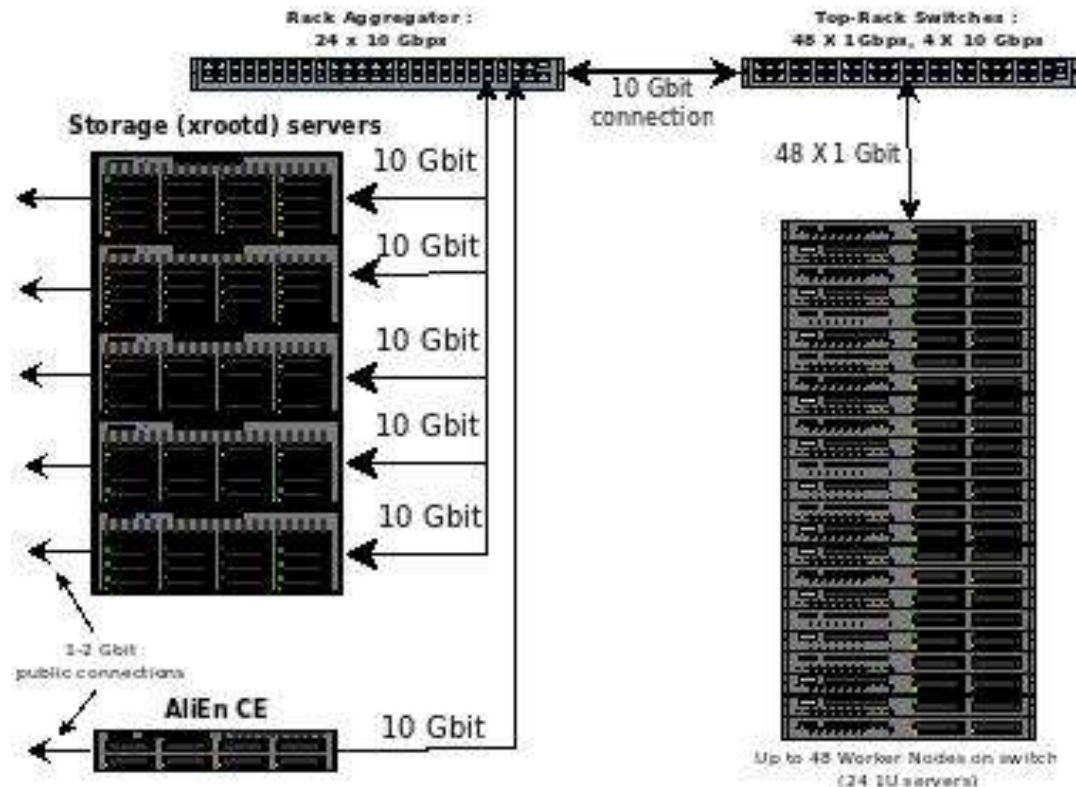 Rack Aggregator :
24 x 10 Gbps
Top-Rack Switches :
48 X 1Gbps, 4 X 10 Gbps
10 Gbit
connection
Storage (xrootd) servers
48 X 1 Gbit
10 Gbit
10 Gbit
10 Gbit
10 Gbit
10 Gbit
1-2 Gbit
public connections
AliEn CE
10 Gbit
Up to 48 Worker Nodes on switch
(24 1U servers)